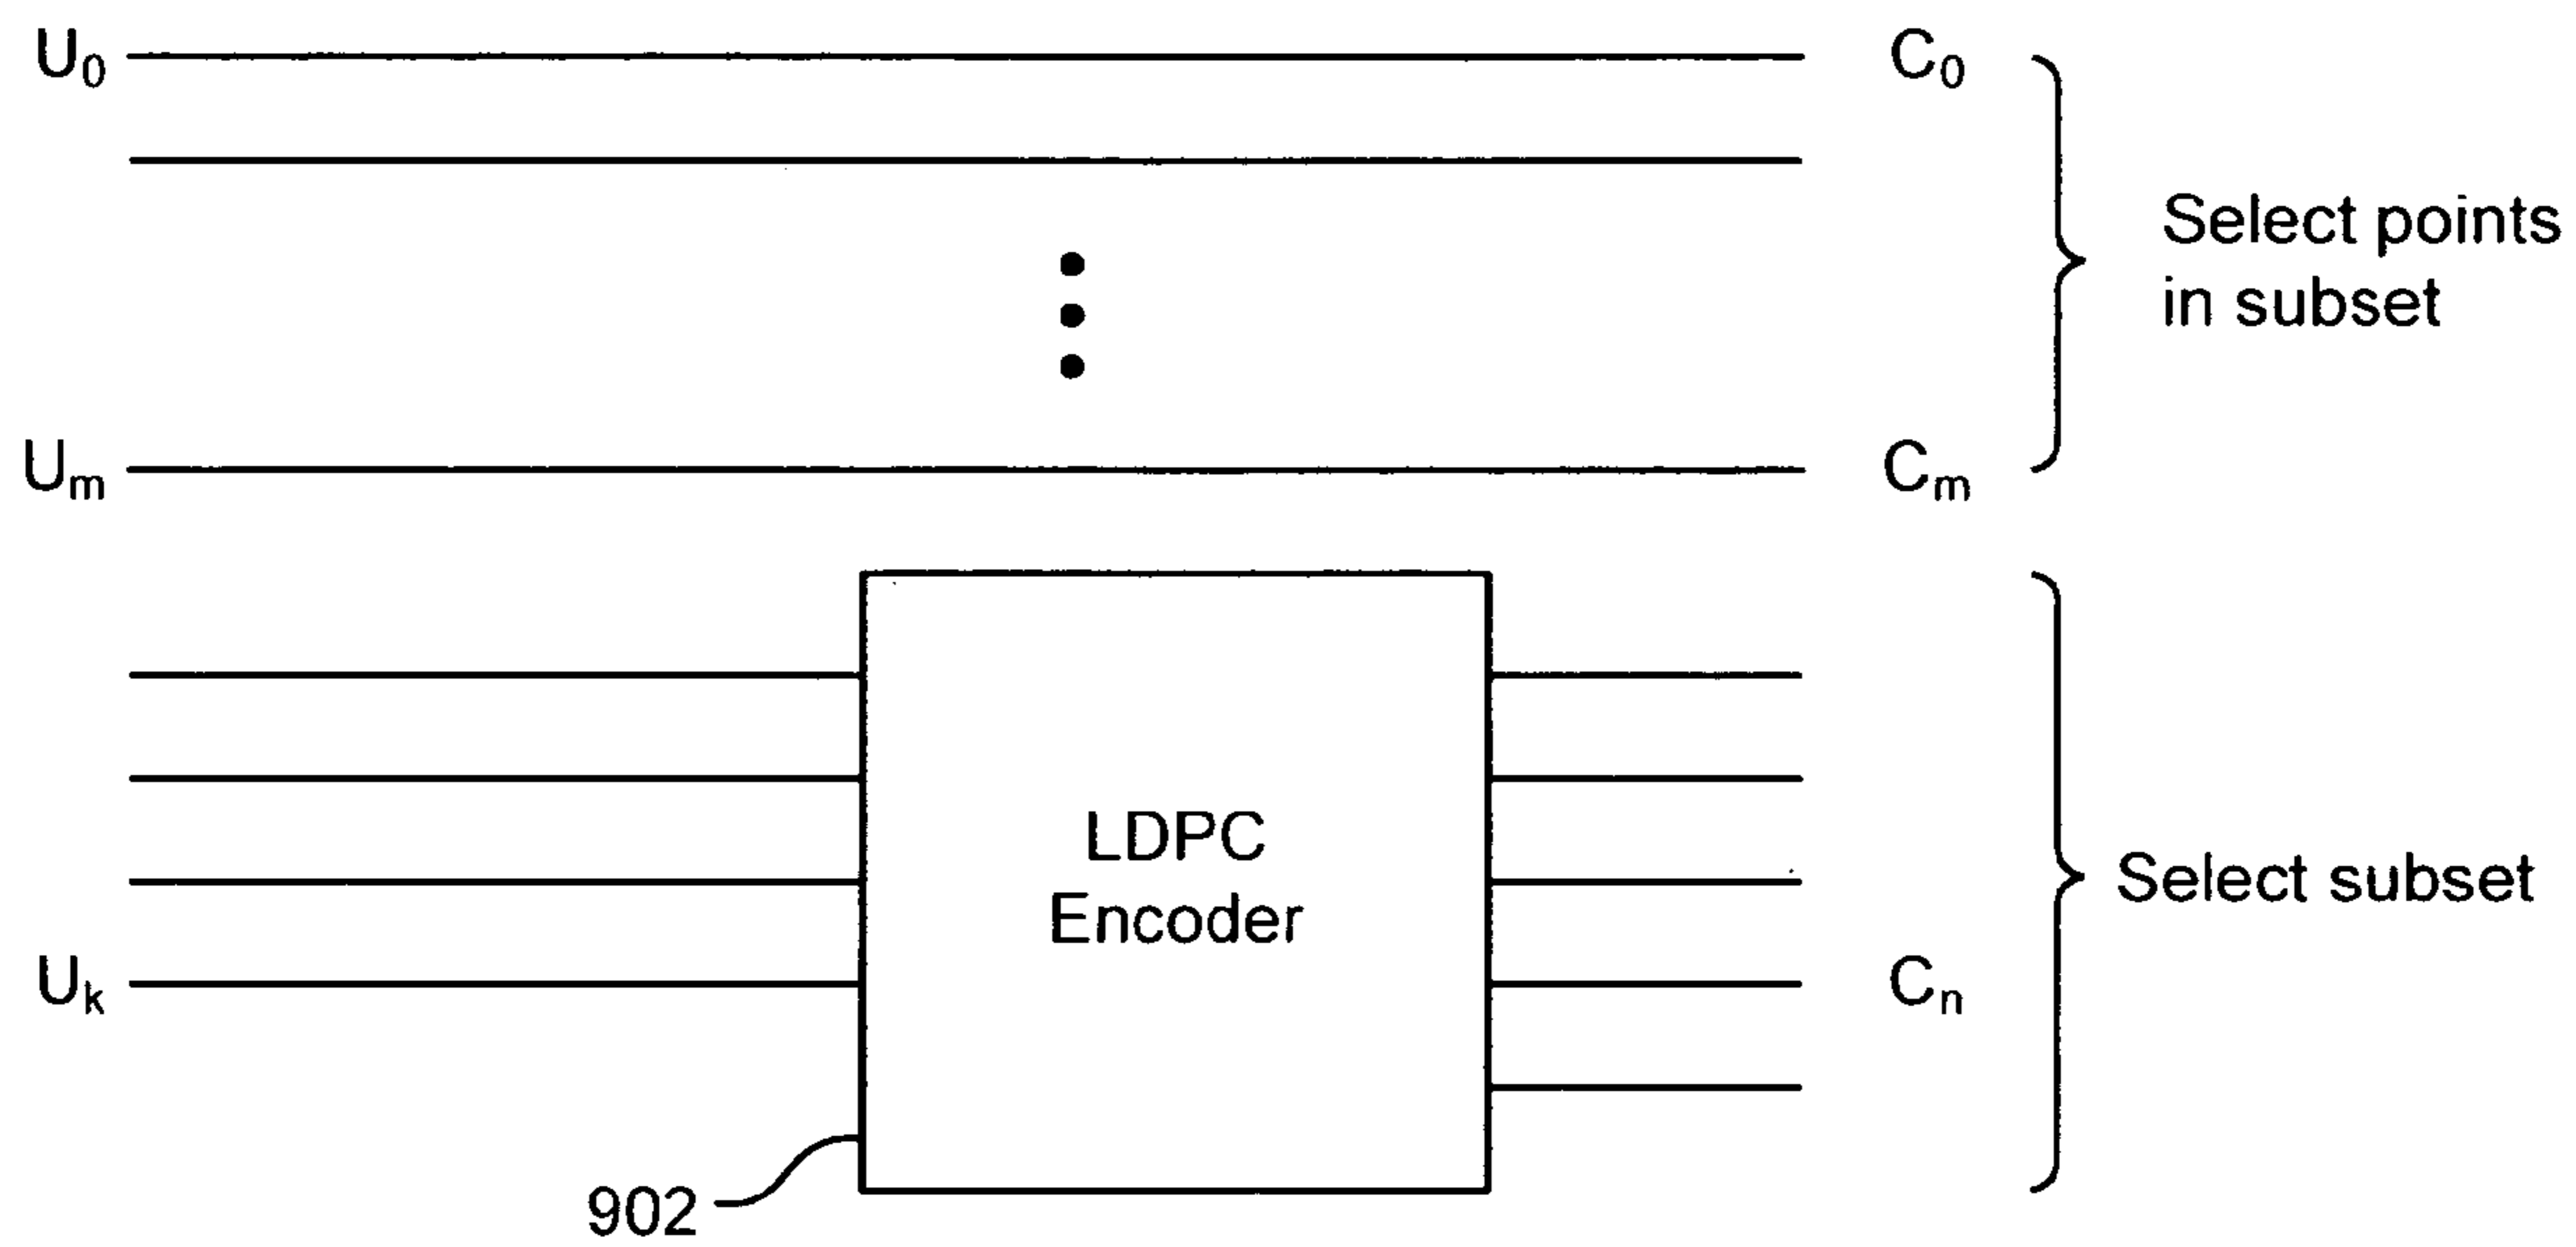 U0
C0
Select points
in subset
Um
Cm
LDPC
Encoder
Select subset
Uk
Cn
902